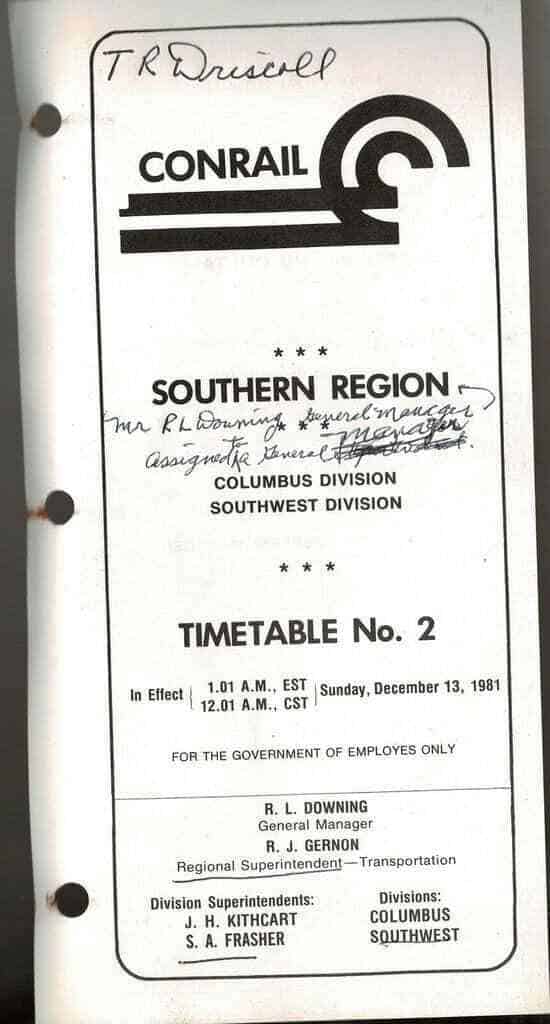 T R Driscoll
CONRAIL
* * *
SOUTHERN REGION
Mr R L Downing General Manager
* * *
to Manager
Assigned General
COLUMBUS DIVISION
SOUTHWEST DIVISION
* * *
TIMETABLE No. 2
In Effect 1.01 A.M., EST Sunday, December 13, 1981
12.01 A.M., CST
FOR THE GOVERNMENT OF EMPLOYES ONLY
R. L. DOWNING
General Manager
R. J. GERNON
Regional Superintendent—Transportation
Division Superintendents: Divisions:
J. H. KITHCART COLUMBUS
S. A. FRASHER SOUTHWEST